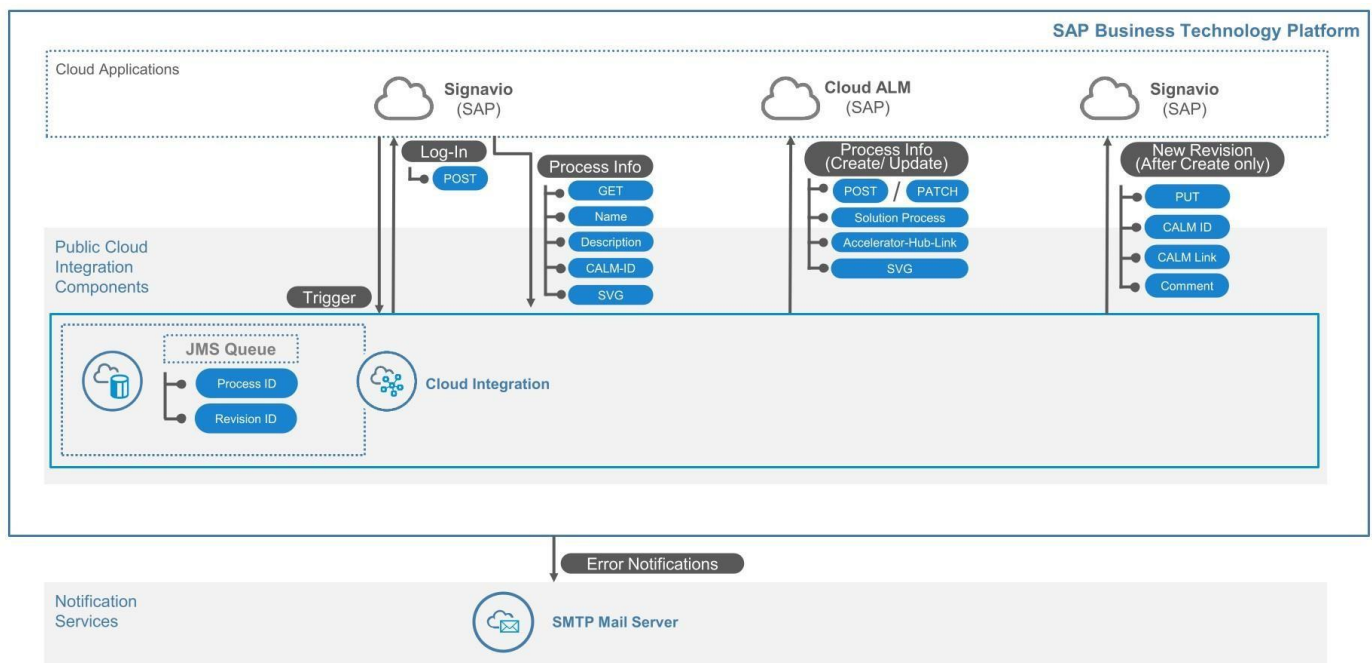 SAP Business Technology Platform
Cloud Applications
Signavio
(SAP)
Cloud ALM
(SAP)
Signavio
(SAP)
Log-In
POST
Process Info
GET
Name
Description
CALM-ID
SVG
Process Info
(Create/ Update)
POST / PATCH
Solution Process
Accelerator-Hub-Link
SVG
New Revision
(After Create only)
PUT
CALM ID
CALM Link
Comment
Public Cloud
Integration
Components
Trigger
JMS Queue
Process ID
Revision ID
Cloud Integration
Error Notifications
Notification
Services
SMTP Mail Server